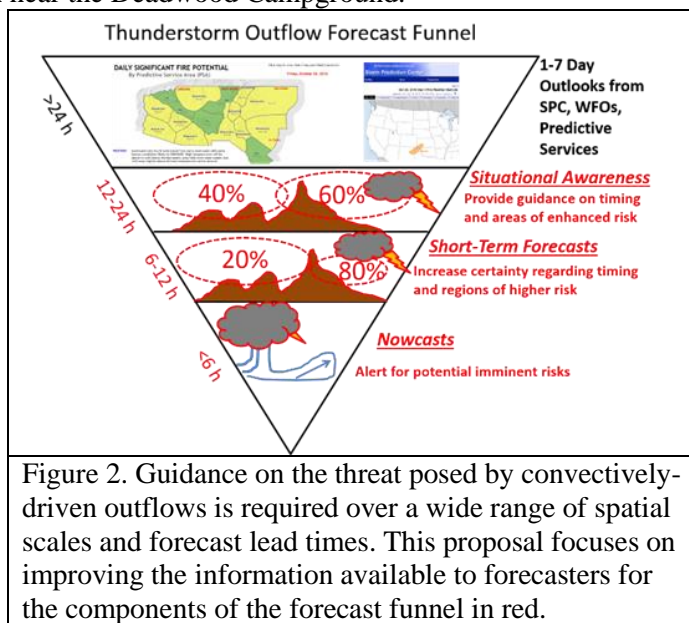 near the Deadwood Campground.
Thunderstorm Outflow Forecast Funnel
DAILY SIGNIFICANT FIRE POTENTIAL
By Predictive Service Area (PSA)
>24 h
1-7 Day
Outlooks from
SPC, WFOs,
Predictive
Services
12-24 h
40%
60%
Situational Awareness
Provide guidance on timing
and areas of enhanced risk
6-12 h
20%
80%
Short-Term Forecasts
Increase certainty regarding timing
and regions of higher risk
<6 h
Nowcasts
Alert for potential imminent risks
Figure 2. Guidance on the threat posed by convectively-
driven outflows is required over a wide range of spatial
scales and forecast lead times. This proposal focuses on
improving the information available to forecasters for
the components of the forecast funnel in red.